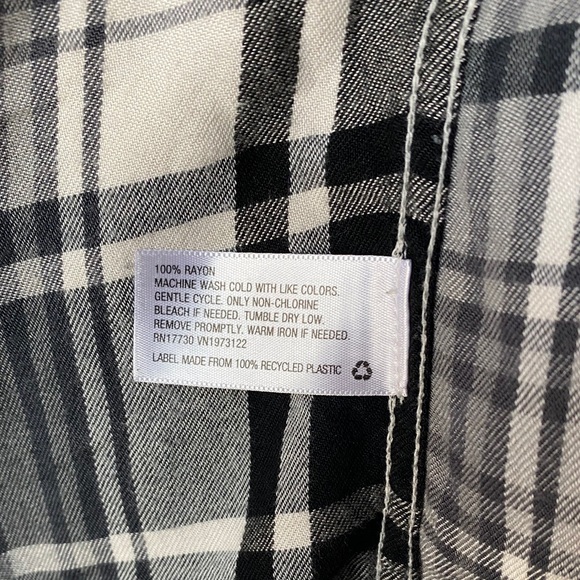 100% RAYON
MACHINE WASH COLD WITH LIKE COLORS.
GENTLE CYCLE. ONLY NON-CHLORINE
BLEACH IF NEEDED. TUMBLE DRY LOW.
REMOVE PROMPTLY. WARM IRON IF NEEDED.
RN17730 VN1973122
LABEL MADE FROM 100% RECYCLED PLASTIC